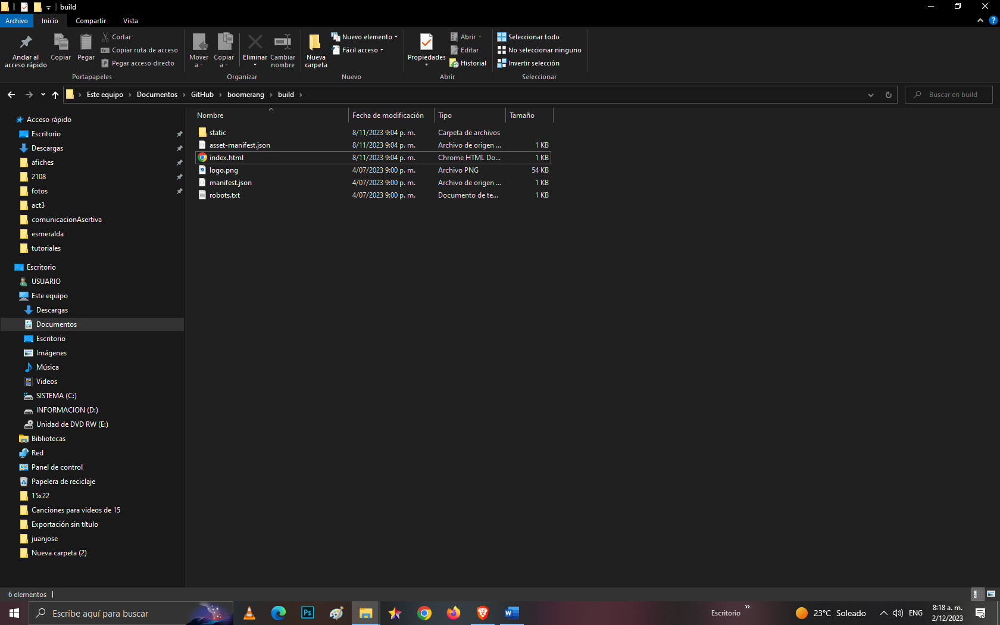 build
Archivo Inicio Compartir Vista
Anclar al acceso rápido
Copiar
Pegar
Cortar
Copiar ruta de acceso
Pegar acceso directo
Portapapeles
Mover a
Copiar a
Eliminar
Cambiar nombre
Organizar
Nueva carpeta
Nuevo elemento
Fácil acceso
Nuevo
Propiedades
Abrir
Editar
Historial
Abrir
Seleccionar todo
No seleccionar ninguno
Invertir selección
Seleccionar
Este equipo › Documentos › GitHub › boomerang › build ›
Buscar en build
Acceso rápido
Escritorio
Descargas
afiches
2108
fotos
act3
comunicacionAsertiva
esmeralda
tutoriales
Escritorio
USUARIO
Este equipo
Descargas
Documentos
Escritorio
Imágenes
Música
Videos
SISTEMA (C:)
INFORMACION (D:)
Unidad de DVD RW (E:)
Bibliotecas
Red
Panel de control
Papelera de reciclaje
15x22
Canciones para videos de 15
Exportación sin título
juanjose
Nueva carpeta (2)
Nombre Fecha de modificación Tipo Tamaño
static 8/11/2023 9:04 p. m. Carpeta de archivos
asset-manifest.json 8/11/2023 9:04 p. m. Archivo de origen ... 1 KB
index.html 8/11/2023 9:04 p. m. Chrome HTML Do... 1 KB
logo.png 4/07/2023 9:00 p. m. Archivo PNG 54 KB
manifest.json 4/07/2023 9:00 p. m. Archivo de origen ... 1 KB
robots.txt 4/07/2023 9:00 p. m. Documento de te... 1 KB
6 elementos
Escribe aquí para buscar
Ps
W
Escritorio »
23°C Soleado
ENG
8:18 a. m.
2/12/2023